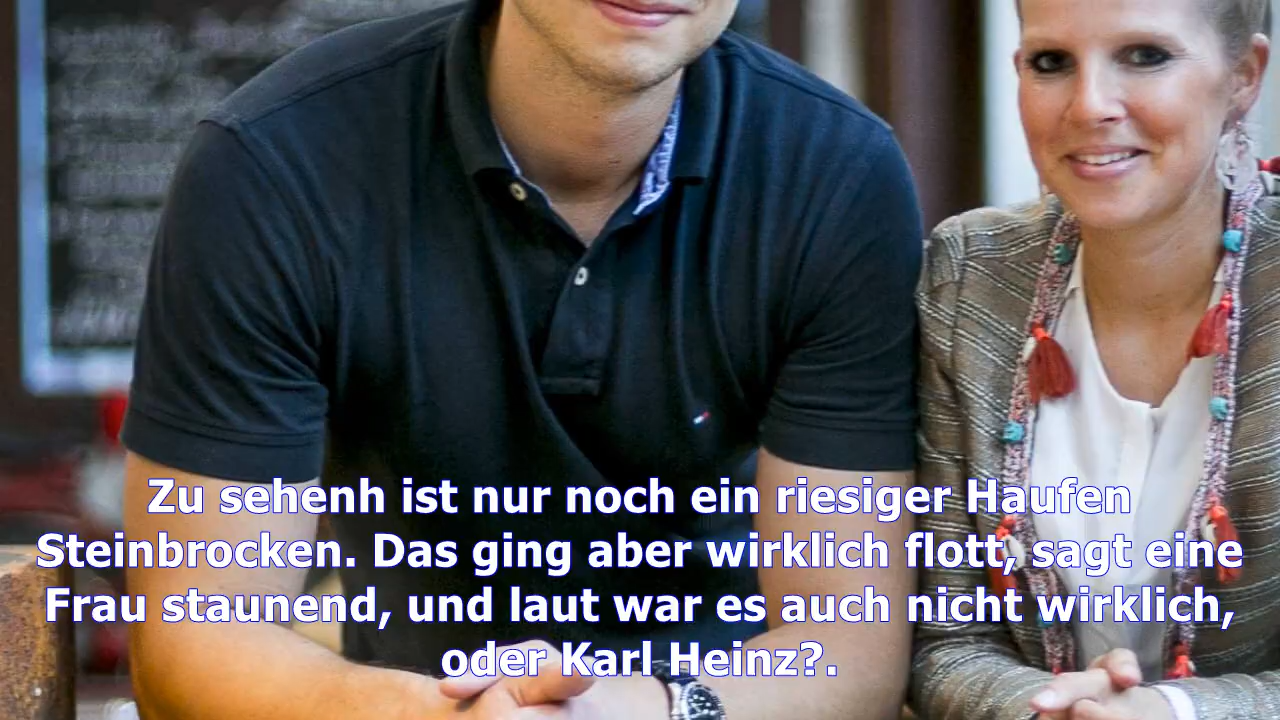 Zu sehenh ist nur noch ein riesiger Haufen
Steinbrocken. Das ging aber wirklich flott, sagt eine
Frau staunend, und laut war es auch nicht wirklich,
oder Karl Heinz?.